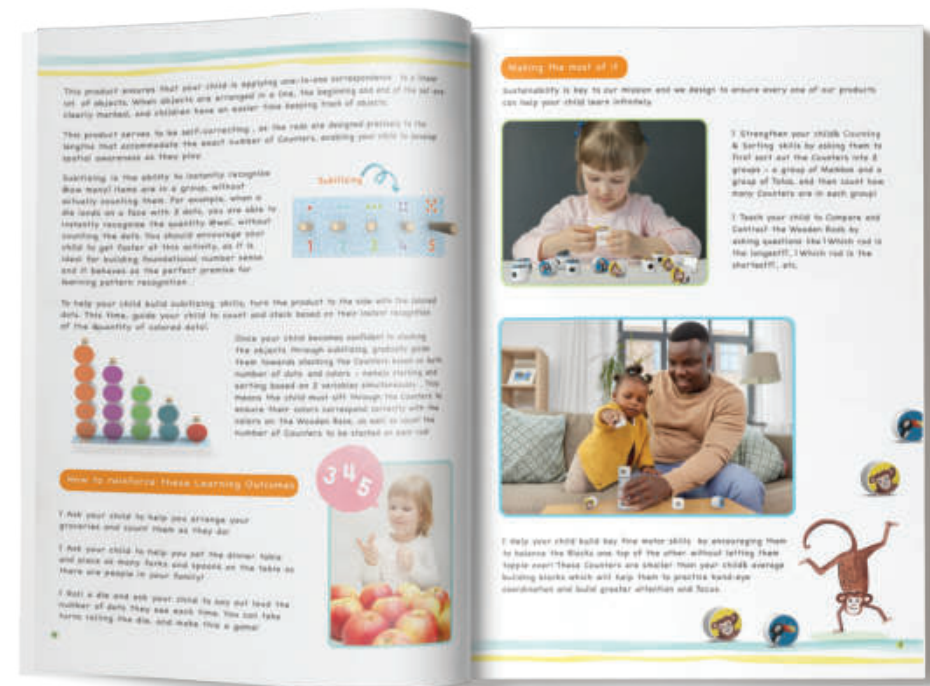 This product ensures that your child is applying one-to-one correspondence to a linear
set of objects. When objects are arranged in a line, the beginning and end of the set are
clearly marked, and children have an easier time keeping track of objects.
This product serves to be self-correcting , as the rods are designed precisely to the
lengths that accommodate the exact number of Counters, enabling your child to develop
spatial awareness as they play.
Subitizing is the ability to instantly recognize
many items are in a group, without
actually counting them. For example, when a
die lands on a face with 3 dots, you are able to
instantly recognise the quantity without
counting the dots. You should encourage your
child to get faster at this activity, as it is
ideal for building foundational number sense
and it behaves as the perfect premise for
learning pattern recognition .
Subitizing
1 2 3 4 5
To help your child build subitizing skills, turn the product to the side with the colored
dots. This time, guide your child to count and stack based on their instant recognition
of the quantity of colored dots!
Once your child becomes confident in stacking
the objects through subitizing, gradually guide
them towards stacking the Counters based on both
number of dots and colors - namely starting and
sorting based on 2 variables simultaneously . This
means the child must sift through the Counters to
ensure their colors correspond correctly with the
colors on the Wooden Base, as well as count the
number of Counters to be stacked on each rod!
How to reinforce these Learning Outcomes
! Ask your child to help you arrange your
groceries and count them as they do!
! Ask your child to help you set the dinner table
and place as many forks and spoons on the table as
there are people in your family!
! Roll a die and ask your child to say out loud the
number of dots they see each time. You can take
turns rolling the die, and make this a game!
3 4 5
Making the most of it
Sustainability is key to our mission and we design to ensure every one of our products
can help your child learn infinitely.
! Strengthen your childs Counting
& Sorting skills by asking them to
first sort out the Counters into 2
groups - a group of Mambos and a
group of Totos, and then count how
many Counters are in each group!
! Teach your child to Compare and
Contrast the Wooden Rods by
asking questions like ! Which rod is
the longest?!, ! Which rod is the
shortest?!, etc.
! Help your child build key fine motor skills by encouraging them
to balance the Blocks one top of the other without letting them
topple over! These Counters are smaller than your childs average
building blocks which will help them to practice hand-eye
coordination and build greater attention and focus.